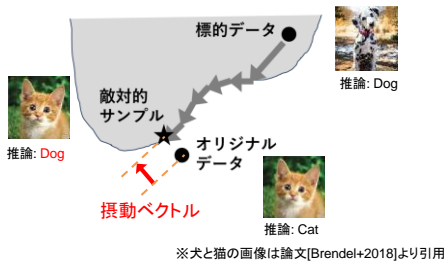 標的データ
推論: Dog
敵対的
サンプル
推論: Dog
オリジナル
データ
摂動ベクトル
推論: Cat
※犬と猫の画像は論文[Brendel+2018]より引用